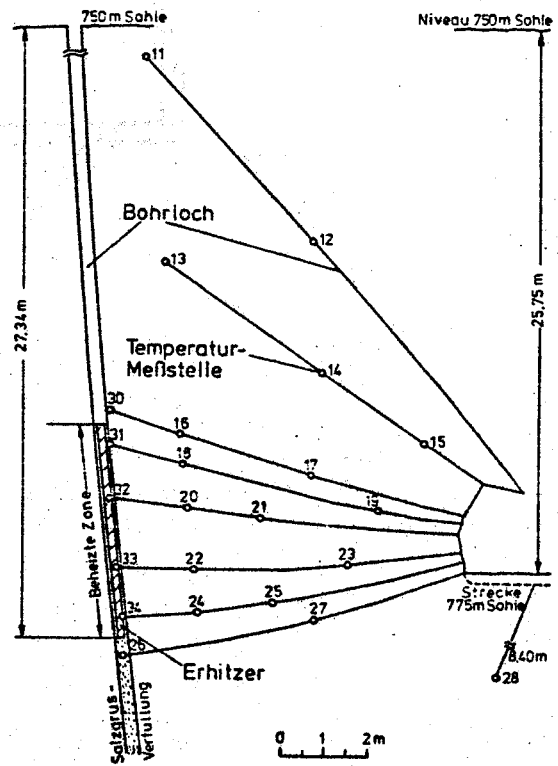 750m Sohle
Niveau 750m Sohle
11
Bohrloch
12
13
27,34m
25,75 m
Temperatur-
Meßstelle
14
30
16
15
31
18
17
19
32
20
21
Beheizte Zone
33
22
23
34
24
25
26
27
Strecke
775m Sohle
8,40m
28
Erhitzer
Salzgrus-
Verfüllung
0 1 2m